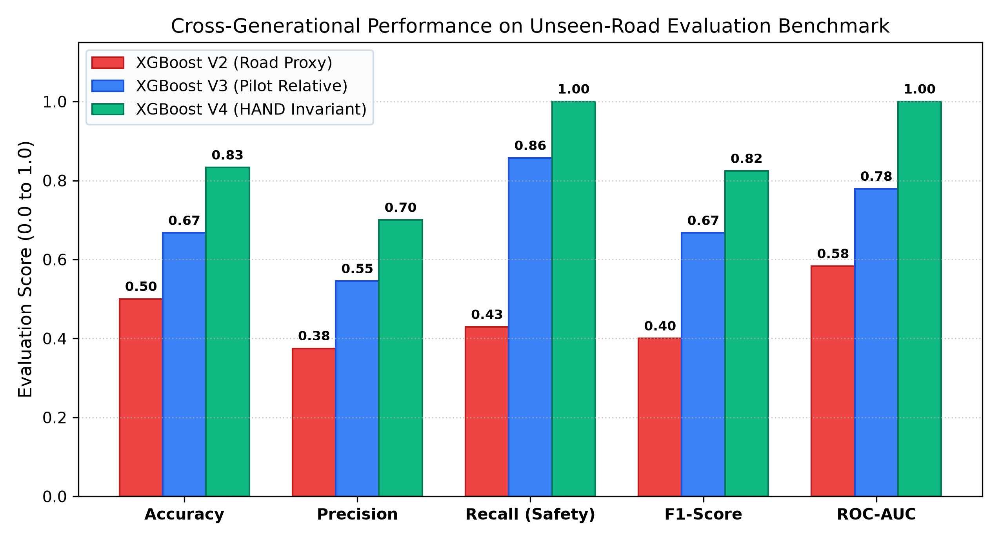 Cross-Generational Performance on Unseen-Road Evaluation Benchmark
XGBoost V2 (Road Proxy)
XGBoost V3 (Pilot Relative)
XGBoost V4 (HAND Invariant)
Evaluation Score (0.0 to 1.0)
1.0
0.8
0.6
0.4
0.2
0.0
0.50
0.67
0.83
0.38
0.55
0.70
0.43
0.86
1.00
0.40
0.67
0.82
0.58
0.78
1.00
Accuracy
Precision
Recall (Safety)
F1-Score
ROC-AUC